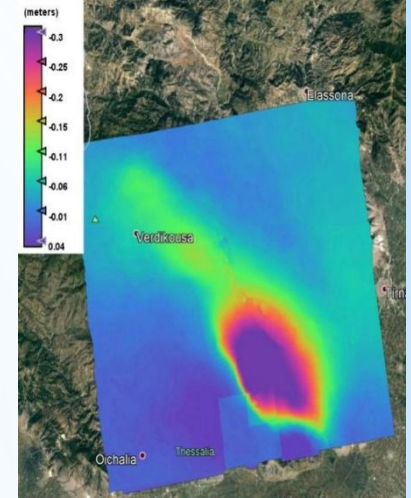 (meters)
-0.3
-0.25
-0.2
-0.15
-0.11
-0.06
-0.01
0.04
Elassona
Verdikousa
Oichalia
Thessalia